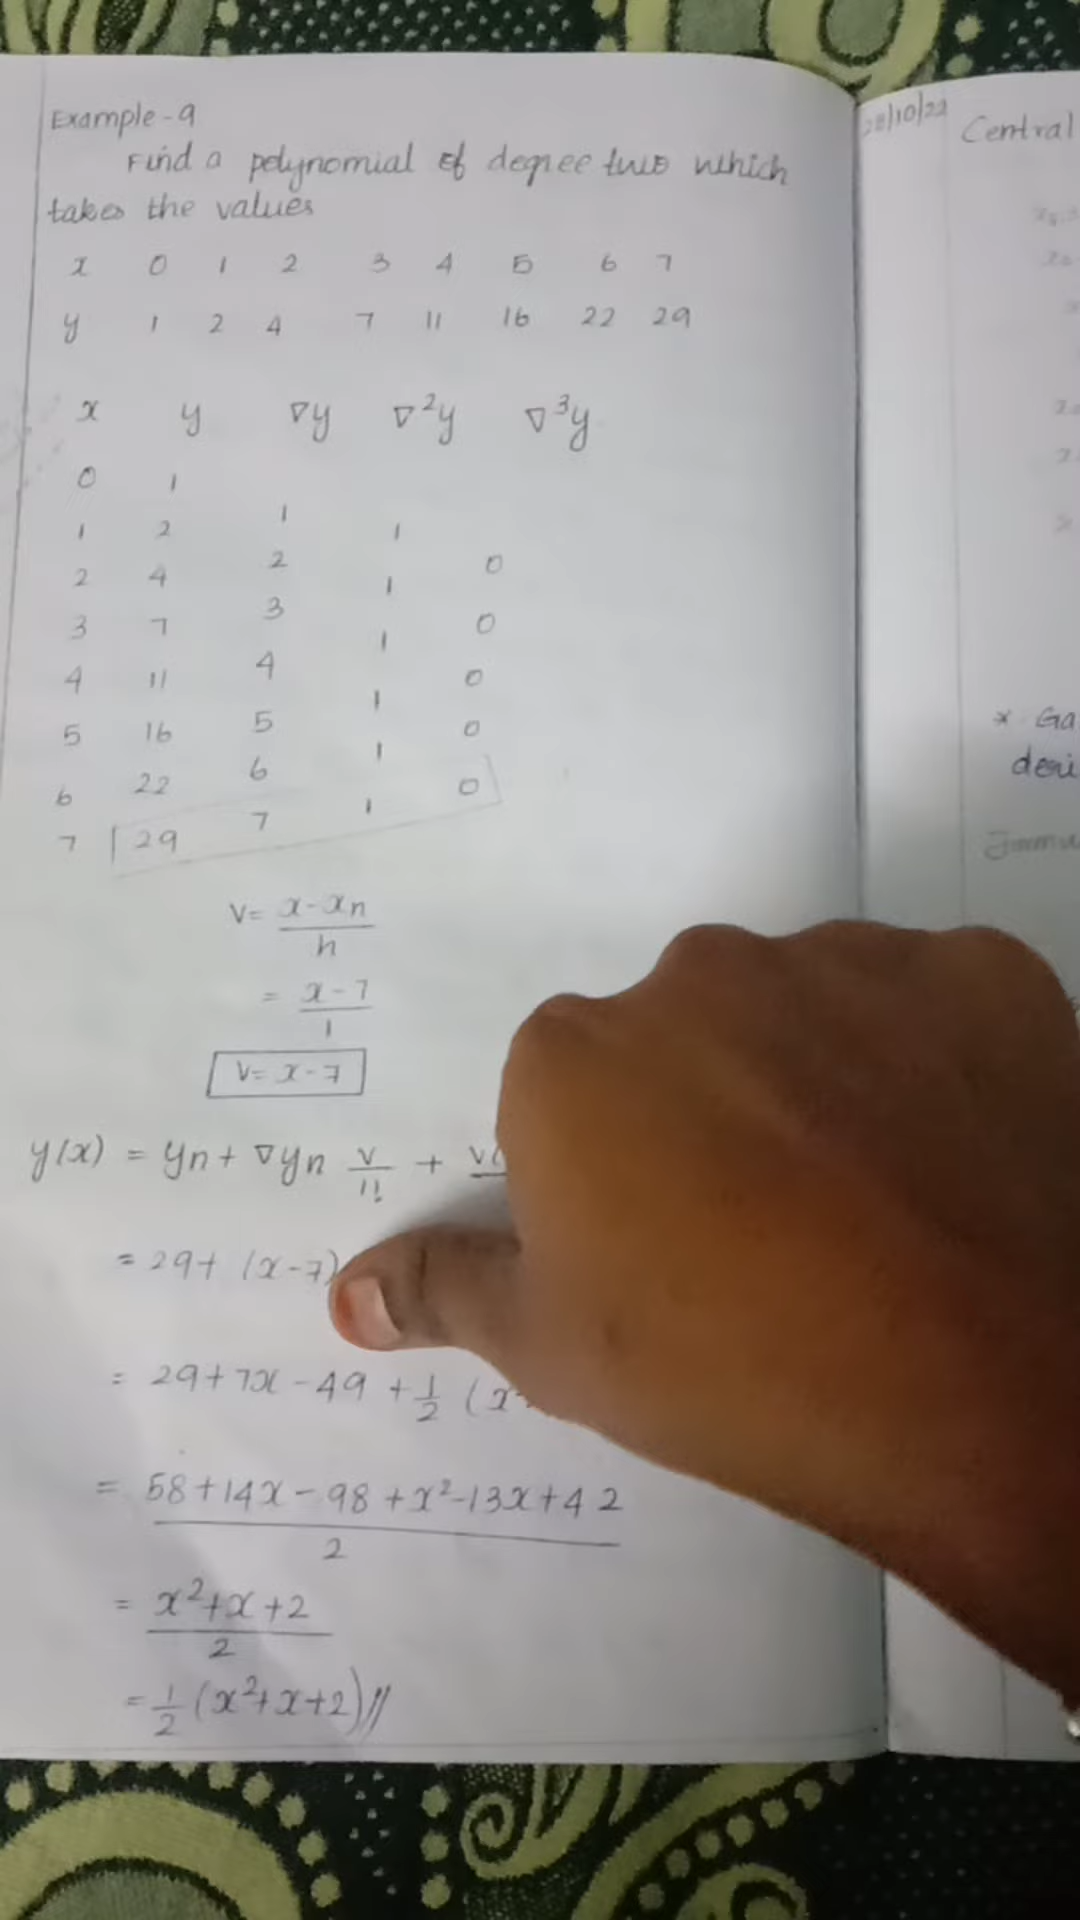 Example-9
Find a polynomial of degree two which
takes the values
x 0 1 2 3 4 5 6 7
y 1 2 4 7 11 16 22 29
x y ∇y ∇²y ∇³y
0 1
1
1 2 1
2 0
2 4 1
3 0
3 7 1
4 0
4 11 1
5 0
5 16 1
6 0
6 22 1
7
7 29
v= x-xn/h
= x-7/1
v= x-7
y(x) = yn + ∇yn v/1! + v(
= 29+ (x-7)
= 29+7x-49 + 1/2 (x
= 58+14x-98+x²-13x+42/2
= x²+x+2/2
= 1/2 (x²+x+2)//
Central
* Ga